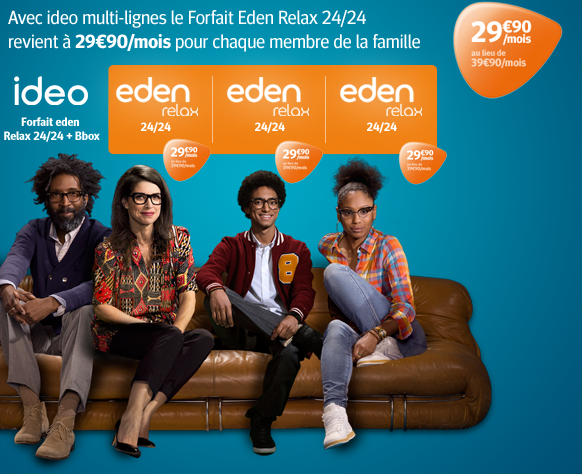 Avec ideo multi-lignes le Forfait Eden Relax 24/24
revient à 29€90/mois pour chaque membre de la famille
29€90
/mois
au lieu de
39€90/mois
ideo
Forfait eden
Relax 24/24 + Bbox
eden
relax
24/24
29€90
/mois
au lieu de
39€90/mois
eden
relax
24/24
29€90
/mois
au lieu de
39€90/mois
eden
relax
24/24
29€90
/mois
au lieu de
39€90/mois
B